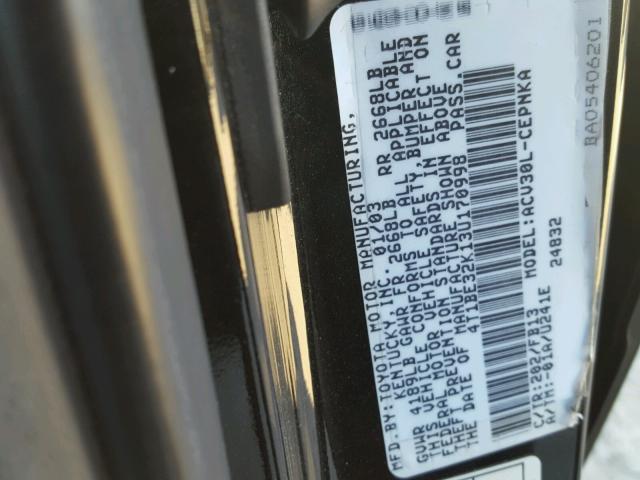 MFD.BY:TOYOTA MOTOR MANUFACTURING,
KENTUCKY, INC. 01/03
GVWR 4189LB GAWR FR 2668LB RR 2668LB
THIS VEHICLE CONFORMS TO ALL APPLICABLE
FEDERAL MOTOR VEHICLE SAFETY, BUMPER AND
THEFT PREVENTION STANDARDS IN EFFECT ON
THE DATE OF MANUFACTURE SHOWN ABOVE
4T1BE32K13U150998 PASS.CAR
MODEL:ACV30L-CEPNKA
C/TR:202/FB13 24832
A/TM:-01A/U241E
BA05406201